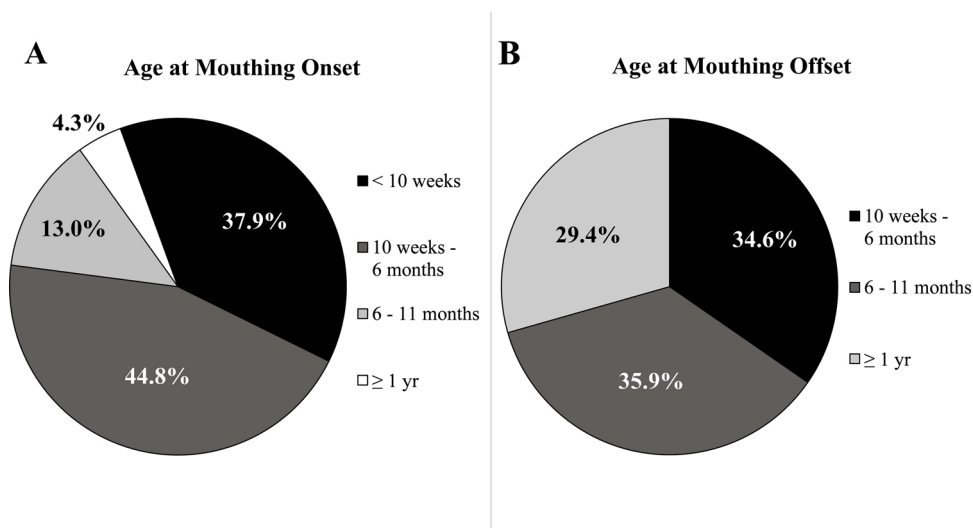 A
Age at Mouthing Onset
4.3%
37.9%
13.0%
44.8%
< 10 weeks
10 weeks -
6 months
6 - 11 months
≥ 1 yr
B
Age at Mouthing Offset
29.4%
34.6%
35.9%
10 weeks -
6 months
6 - 11 months
≥ 1 yr